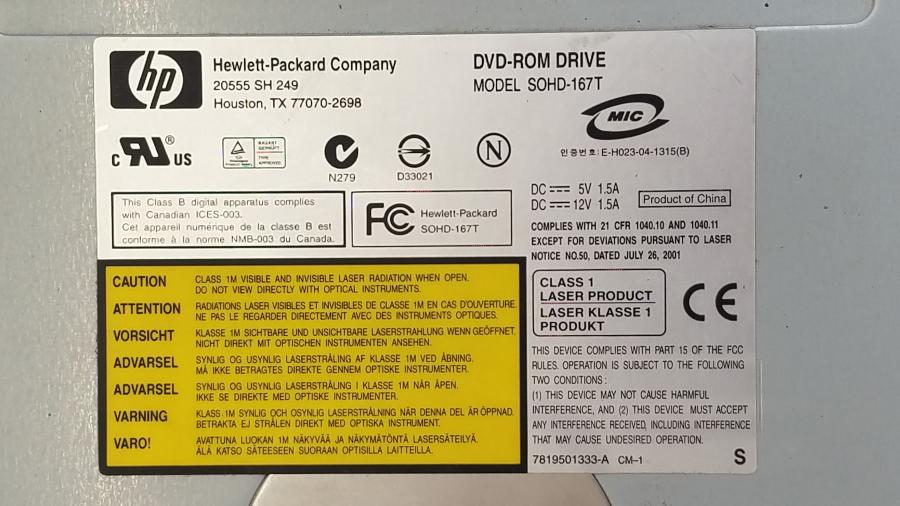 hp
Hewlett-Packard Company
20555 SH 249
Houston, TX 77070-2698
DVD-ROM DRIVE
MODEL SOHD-167T
MIC
인증번호: E-H023-04-1315(B)
C RU ® US
BAUART
GEPRÜFT
TYPE
APPROVED
N279
D33021
N
This Class B digital apparatus complies
with Canadian ICES-003.
Cet appareil numérique de la classe B est
conforme à la norme NMB-003 du Canada.
FC Hewlett-Packard
SOHD-167T
DC 5V 1.5A
DC 12V 1.5A
Product of China
COMPLIES WITH 21 CFR 1040.10 AND 1040.11
EXCEPT FOR DEVIATIONS PURSUANT TO LASER
NOTICE NO.50, DATED JULY 26, 2001
CAUTION CLASS 1M VISIBLE AND INVISIBLE LASER RADIATION WHEN OPEN.
DO NOT VIEW DIRECTLY WITH OPTICAL INSTRUMENTS.
ATTENTION RADIATIONS LASER VISIBLES ET INVISIBLES DE CLASSE 1M EN CAS D'OUVERTURE.
NE PAS LE REGARDER DIRECTEMENT AVEC DES INSTRUMENTS OPTIQUES.
VORSICHT KLASSE 1M SICHTBARE UND UNSICHTBARE LASERSTRAHLUNG WENN GEÖFFNET.
NICHT DIREKT MIT OPTISCHEN INSTRUMENTEN ANSEHEN.
ADVARSEL SYNLIG OG USYNLIG LASERSTRÅLING AF KLASSE 1M VED ÅBNING.
MÅ IKKE BETRAGTES DIREKTE GENNEM OPTISKE INSTRUMENTER.
ADVARSEL SYNLIG OG USYNLIG LASERSTRÅLING I KLASSE 1M NÅR ÅPEN.
IKKE SE DIREKTE MED OPTISKE INSTRUMENTER.
VARNING KLASS 1M SYNLIG OCH OSYNLIG LASERSTRÅLNING NÄR DENNA DEL ÄR ÖPPNAD.
BETRAKTA EJ STRÅLEN DIREKT MED OPTISKA INSTRUMENT.
VARO! AVATTUNA LUOKAN 1M NÄKYVÄÄ JA NÄKYMÄTÖNTÄ LASERSÄTEILYÄ.
ÄLÄ KATSO SÄTEESEEN SUORAAN OPTISILLA LAITTEILLA.
CLASS 1
LASER PRODUCT
LASER KLASSE 1
PRODUKT
CE
THIS DEVICE COMPLIES WITH PART 15 OF THE FCC
RULES. OPERATION IS SUBJECT TO THE FOLLOWING
TWO CONDITIONS :
(1) THIS DEVICE MAY NOT CAUSE HARMFUL
INTERFERENCE, AND (2) THIS DEVICE MUST ACCEPT
ANY INTERFERENCE RECEIVED, INCLUDING INTERFERENCE
THAT MAY CAUSE UNDESIRED OPERATION.
7819501333-A CM-1 S